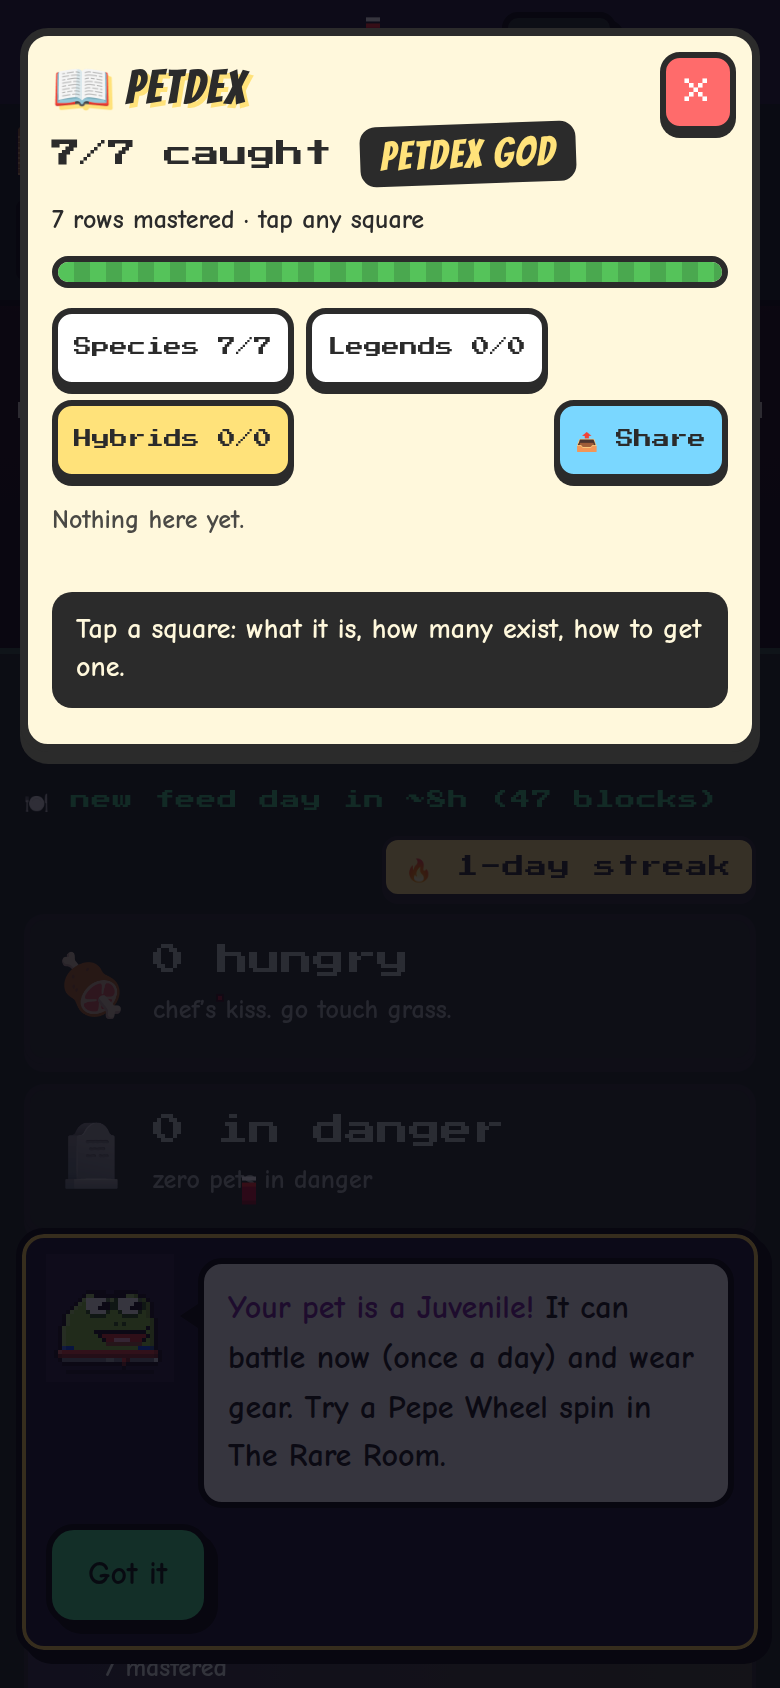 PETDEX
7/7 caught
PETDEX GOD
7 rows mastered · tap any square
Species 7/7
Legends 0/0
Hybrids 0/0
Share
Nothing here yet.
Tap a square: what it is, how many exist, how to get
one.
new feed day in ~8h (47 blocks)
1-day streak
0 hungry
chef's kiss. go touch grass.
0 in danger
zero pets in danger
Your pet is a Juvenile! It can
battle now (once a day) and wear
gear. Try a Pepe Wheel spin in
The Rare Room.
Got it
7 mastered